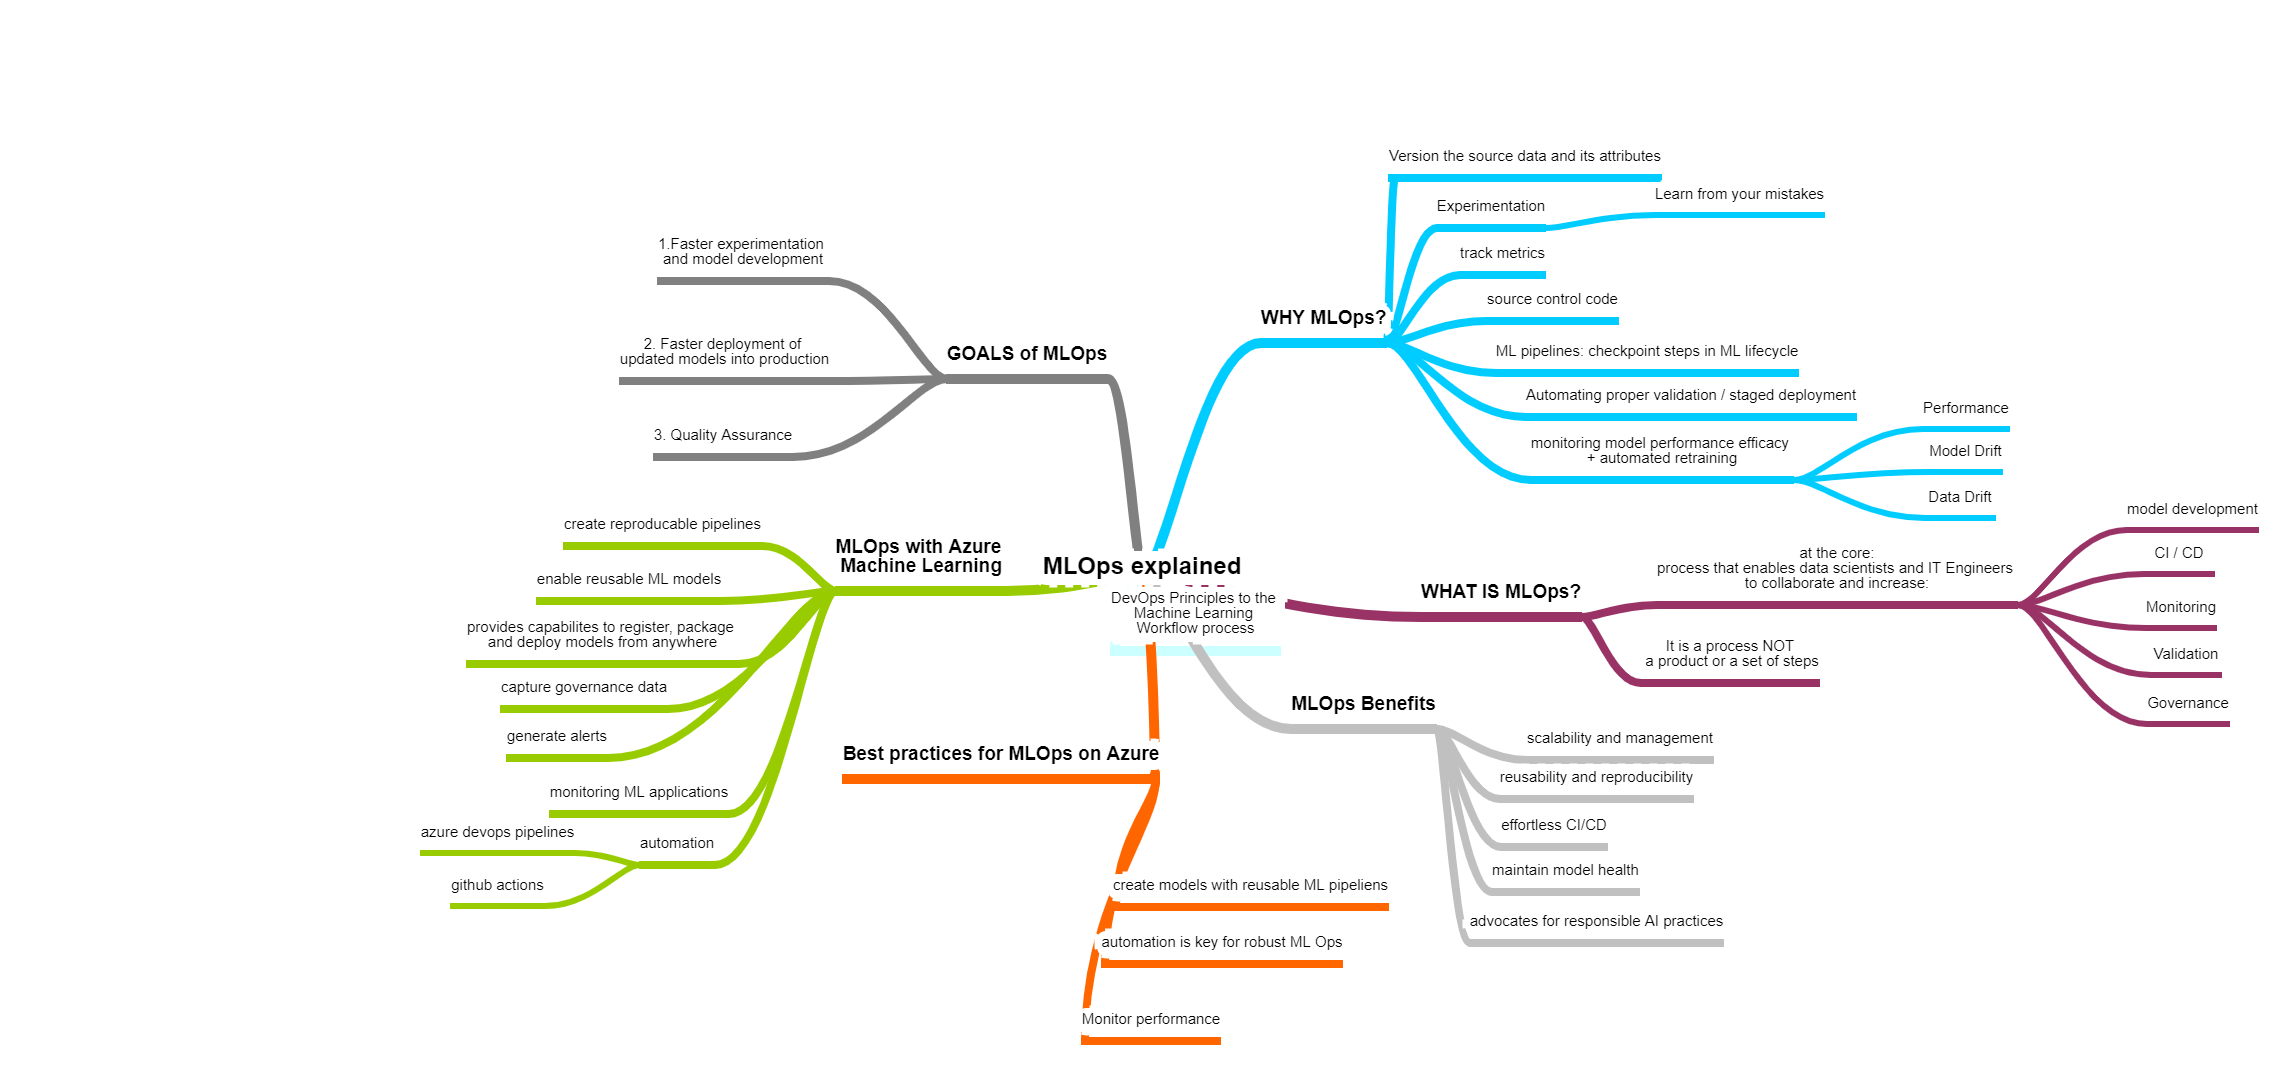 MLOps explained
DevOps Principles to the
Machine Learning
Workflow process
GOALS of MLOps
1.Faster experimentation
and model development
2. Faster deployment of
updated models into production
3. Quality Assurance
WHY MLOps?
Version the source data and its attributes
Experimentation
Learn from your mistakes
track metrics
source control code
ML pipelines: checkpoint steps in ML lifecycle
Automating proper validation / staged deployment
monitoring model performance efficacy
+ automated retraining
Performance
Model Drift
Data Drift
WHAT IS MLOps?
at the core:
process that enables data scientists and IT Engineers
to collaborate and increase:
model development
CI / CD
Monitoring
Validation
Governance
It is a process NOT
a product or a set of steps
MLOps Benefits
scalability and management
reusability and reproducibility
effortless CI/CD
maintain model health
advocates for responsible AI practices
MLOps with Azure
Machine Learning
create reproducable pipelines
enable reusable ML models
provides capabilites to register, package
and deploy models from anywhere
capture governance data
generate alerts
monitoring ML applications
automation
azure devops pipelines
github actions
Best practices for MLOps on Azure
create models with reusable ML pipeliens
automation is key for robust ML Ops
Monitor performance